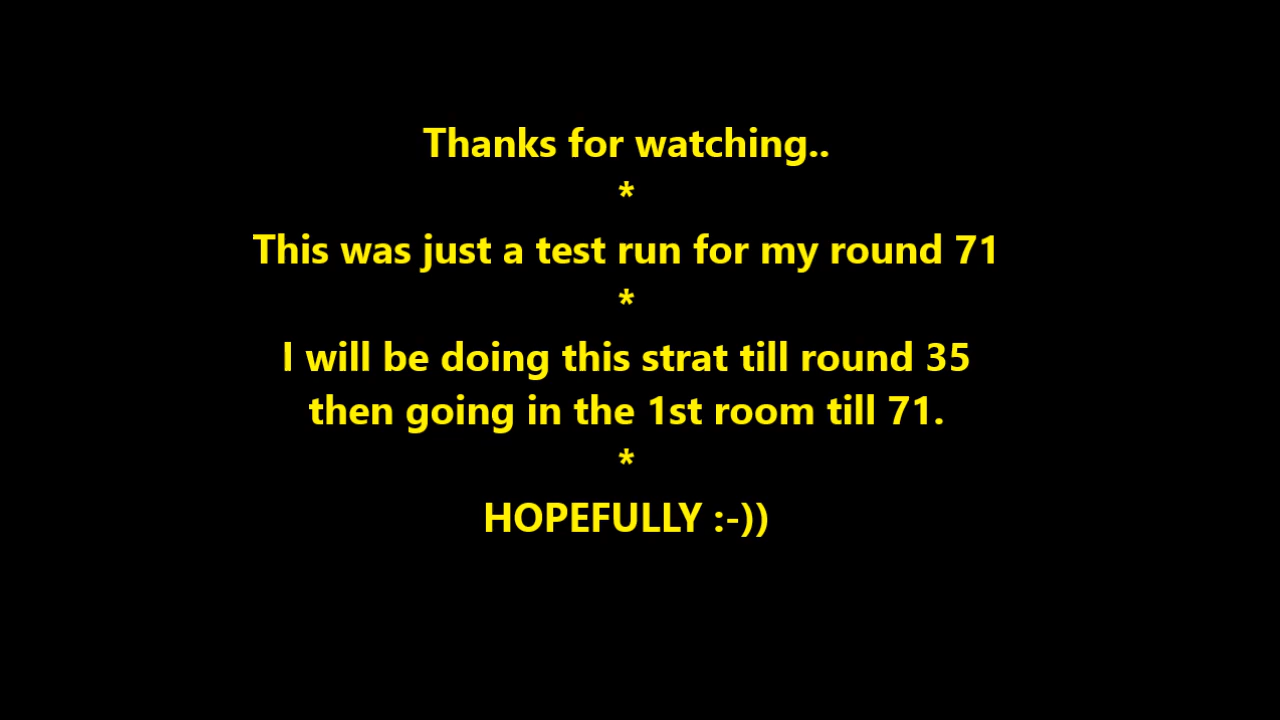 Thanks for watching..
*
This was just a test run for my round 71
*
I will be doing this strat till round 35
then going in the 1st room till 71.
*
HOPEFULLY :-))